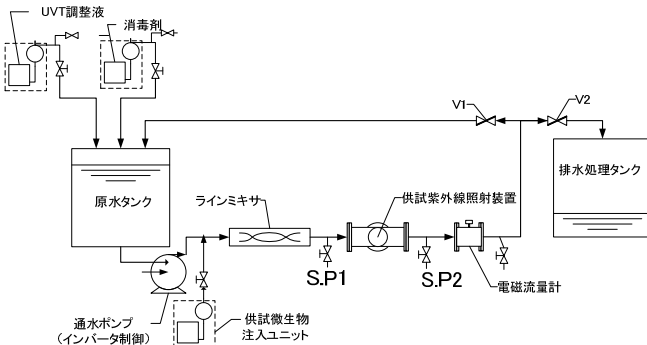 UVT調整液
消毒剤
V1
V2
原水タンク
排水処理タンク
ラインミキサ
供試紫外線照射装置
S.P1
S.P2
電磁流量計
通水ポンプ
(インバータ制御)
供試微生物
注入ユニット